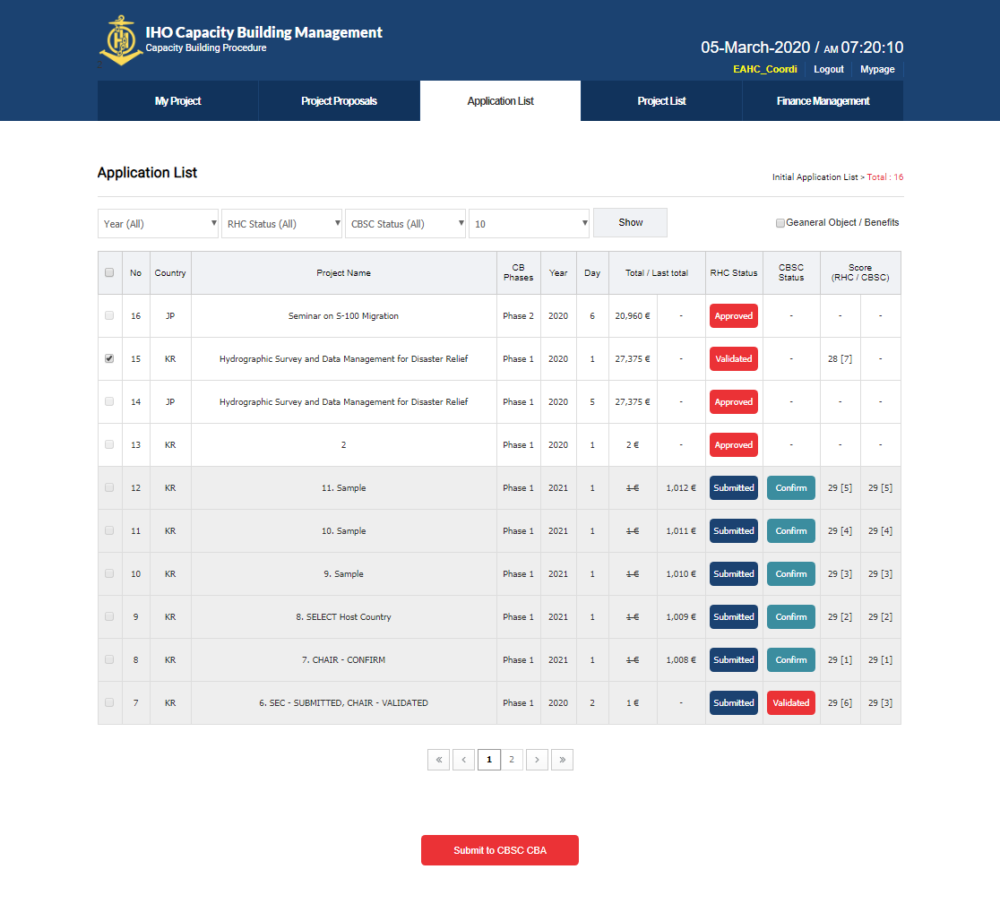 IHO Capacity Building Management
Capacity Building Procedure
05-March-2020 / AM 07:20:10
EAHC_Coordi Logout Mypage
My Project Project Proposals Application List Project List Finance Management
Application List
Initial Application List > Total : 16
Year (All) RHC Status (All) CBSC Status (All) 10 Show Geaneral Object / Benefits
No Country Project Name CB Phases Year Day Total / Last total RHC Status CBSC Status Score (RHC / CBSC)
16 JP Seminar on S-100 Migration Phase 2 2020 6 20,960 € - Approved - - -
15 KR Hydrographic Survey and Data Management for Disaster Relief Phase 1 2020 1 27,375 € - Validated - 28 [7] -
14 JP Hydrographic Survey and Data Management for Disaster Relief Phase 1 2020 5 27,375 € - Approved - - -
13 KR 2 Phase 1 2020 1 2 € - Approved - - -
12 KR 11. Sample Phase 1 2021 1 1 € 1,012 € Submitted Confirm 29 [5] 29 [5]
11 KR 10. Sample Phase 1 2021 1 1 € 1,011 € Submitted Confirm 29 [4] 29 [4]
10 KR 9. Sample Phase 1 2021 1 1 € 1,010 € Submitted Confirm 29 [3] 29 [3]
9 KR 8. SELECT Host Country Phase 1 2021 1 1 € 1,009 € Submitted Confirm 29 [2] 29 [2]
8 KR 7. CHAIR - CONFIRM Phase 1 2021 1 1 € 1,008 € Submitted Confirm 29 [1] 29 [1]
7 KR 6. SEC - SUBMITTED, CHAIR - VALIDATED Phase 1 2020 2 1 € - Submitted Validated 29 [6] 29 [3]
« ‹ 1 2 › »
Submit to CBSC CBA